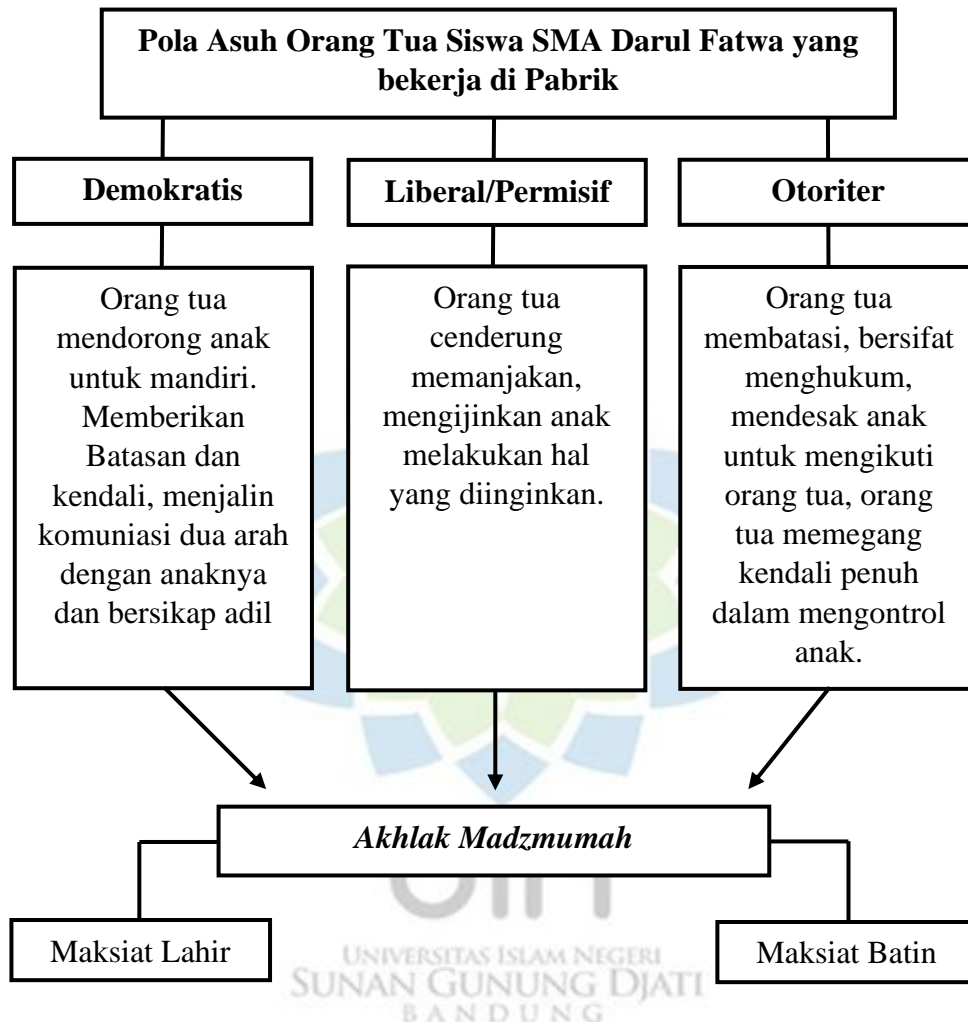 Pola Asuh Orang Tua Siswa SMA Darul Fatwa yang
bekerja di Pabrik
Demokratis
Liberal/Permisif
Otoriter
Orang tua
mendorong anak
untuk mandiri.
Memberikan
Batasan dan
kendali, menjalin
komuniasi dua arah
dengan anaknya
dan bersikap adil
Orang tua
cenderung
memanjakan,
mengijinkan anak
melakukan hal
yang diinginkan.
Orang tua
membatasi, bersifat
menghukum,
mendesak anak
untuk mengikuti
orang tua, orang
tua memegang
kendali penuh
dalam mengontrol
anak.
Akhlak Madzmumah
Maksiat Lahir
Maksiat Batin
uin
UNIVERSITAS ISLAM NEGERI
SUNAN GUNUNG DJATI
BANDUNG